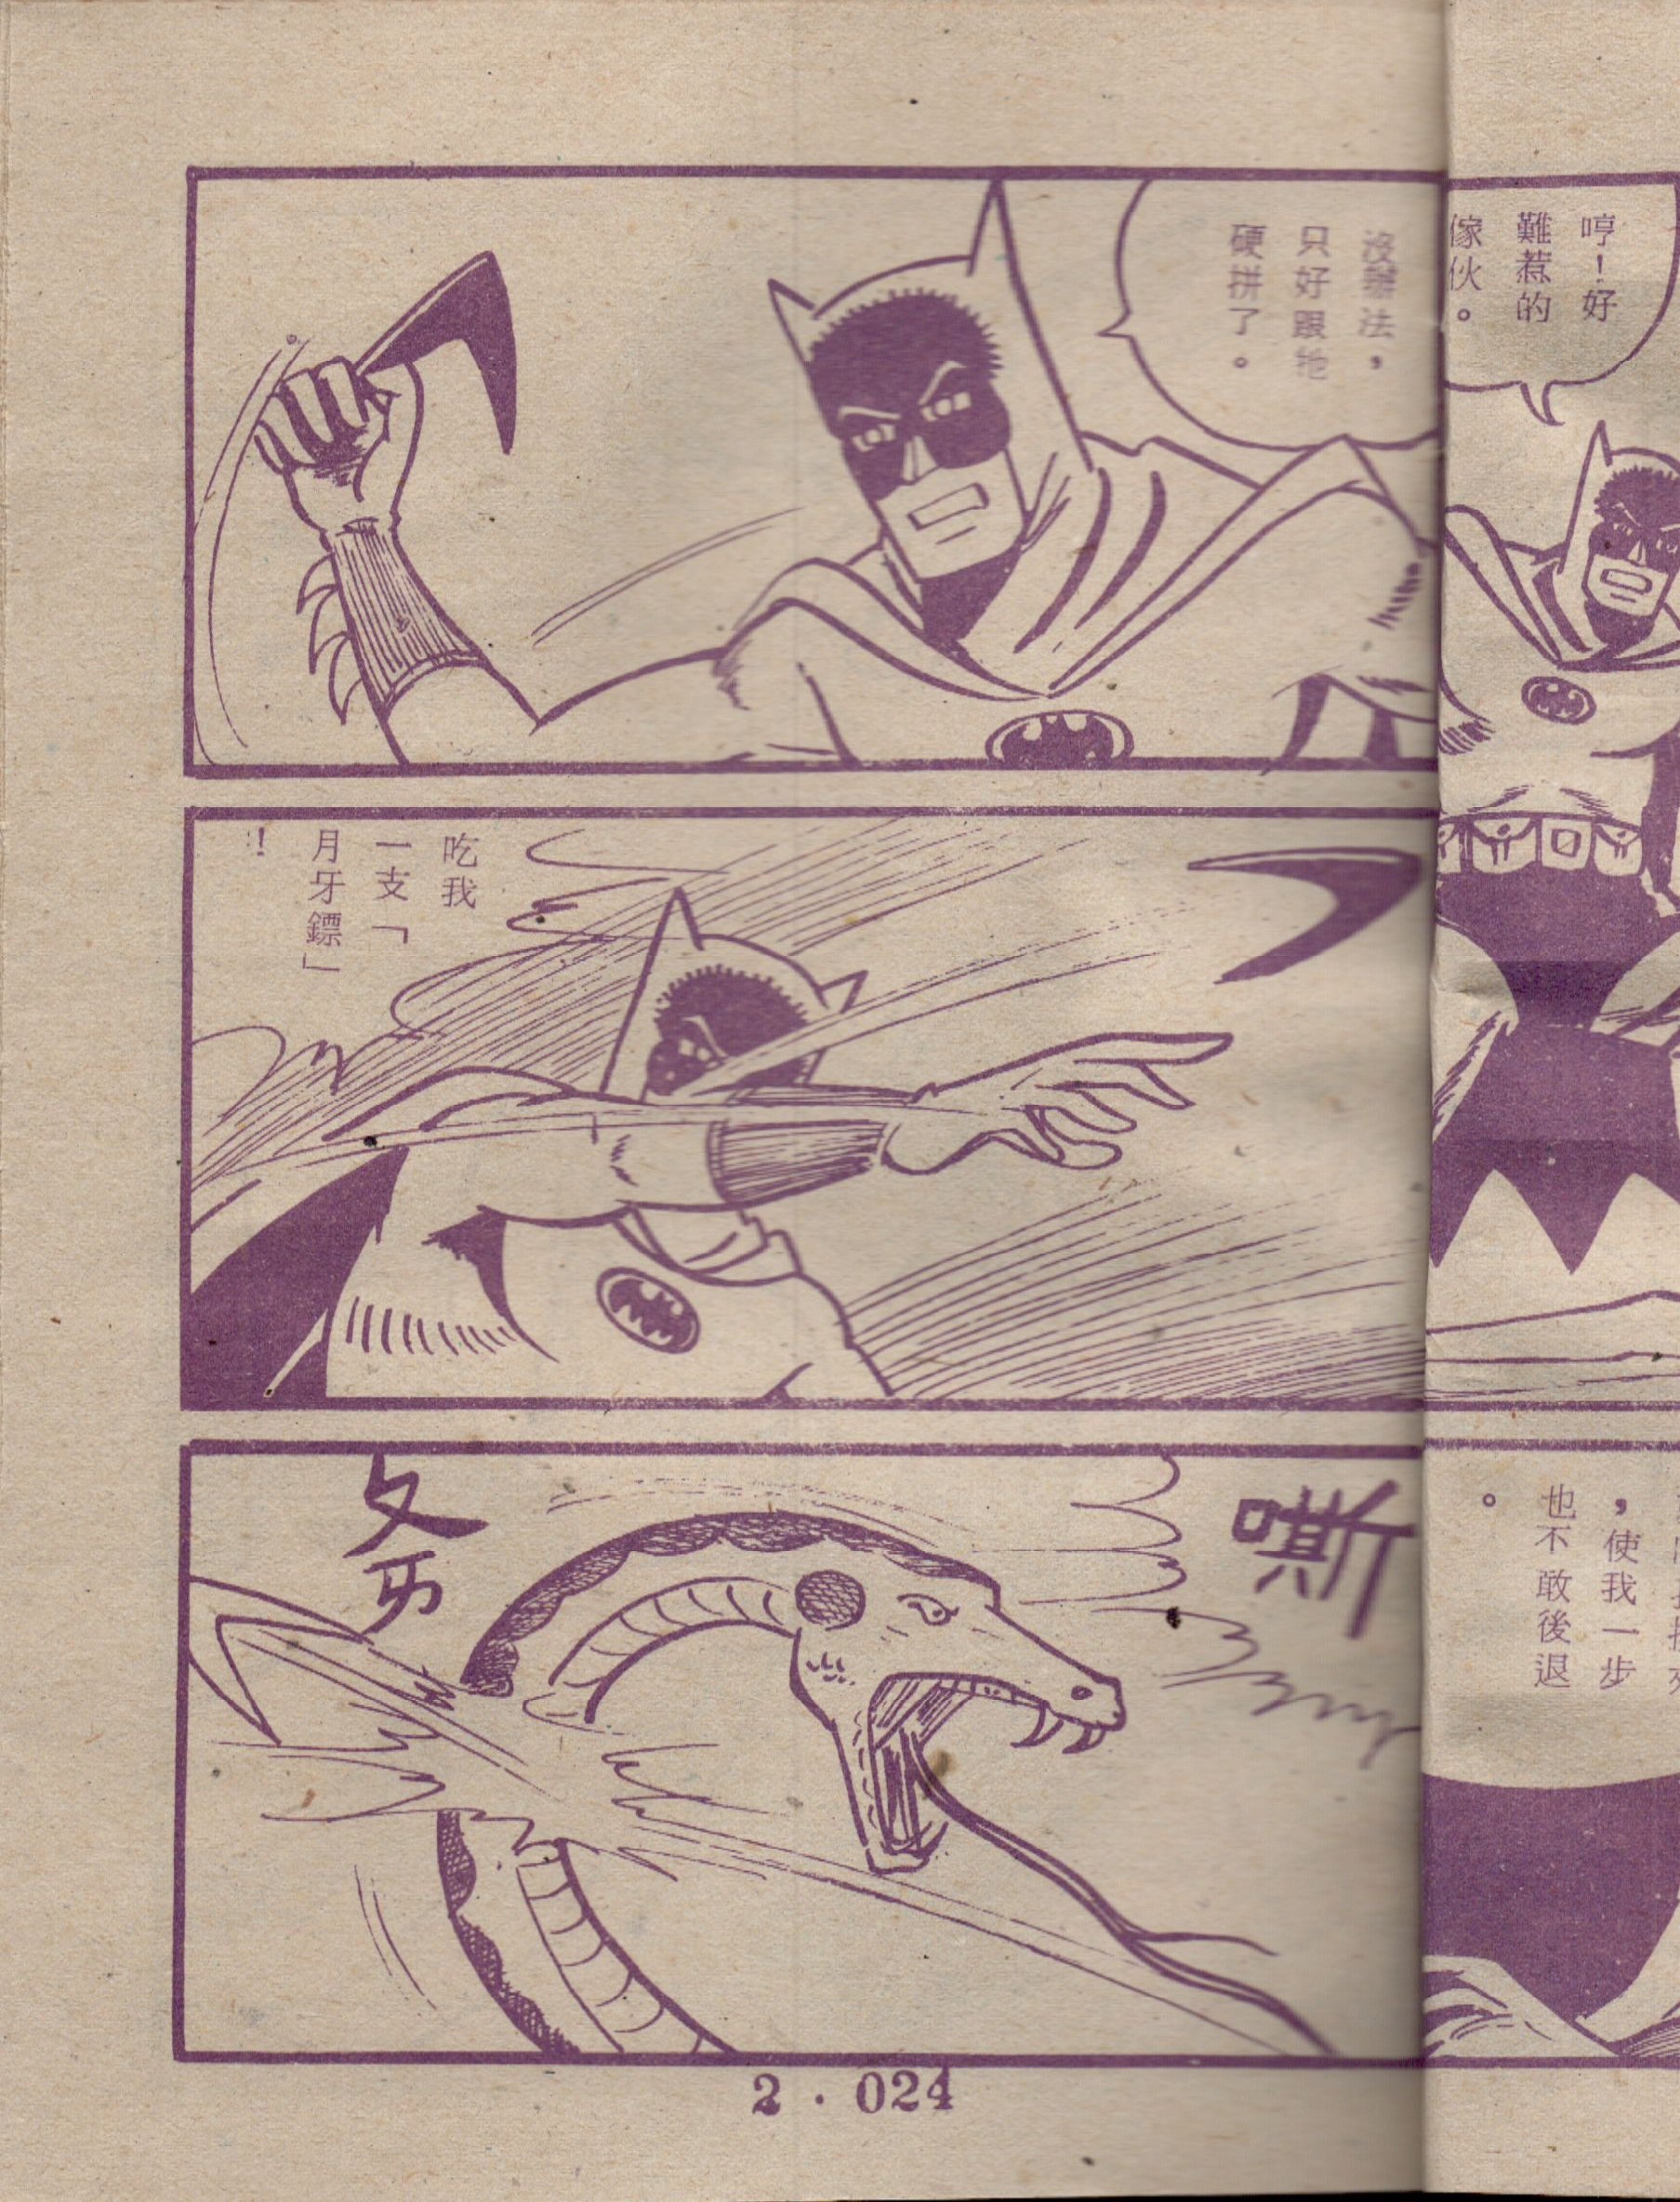 哼！好
難惹的
傢伙。
，使我一步
也不敢後退
。
沒辦法，
只好跟牠
硬拼了。
吃我
一支「
月牙鏢」
！
嘶
ㄆㄞ
2·024